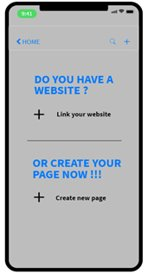 9:41
HOME
DO YOU HAVE A
WEBSITE ?
Link your website
OR CREATE YOUR
PAGE NOW !!!
Create new page